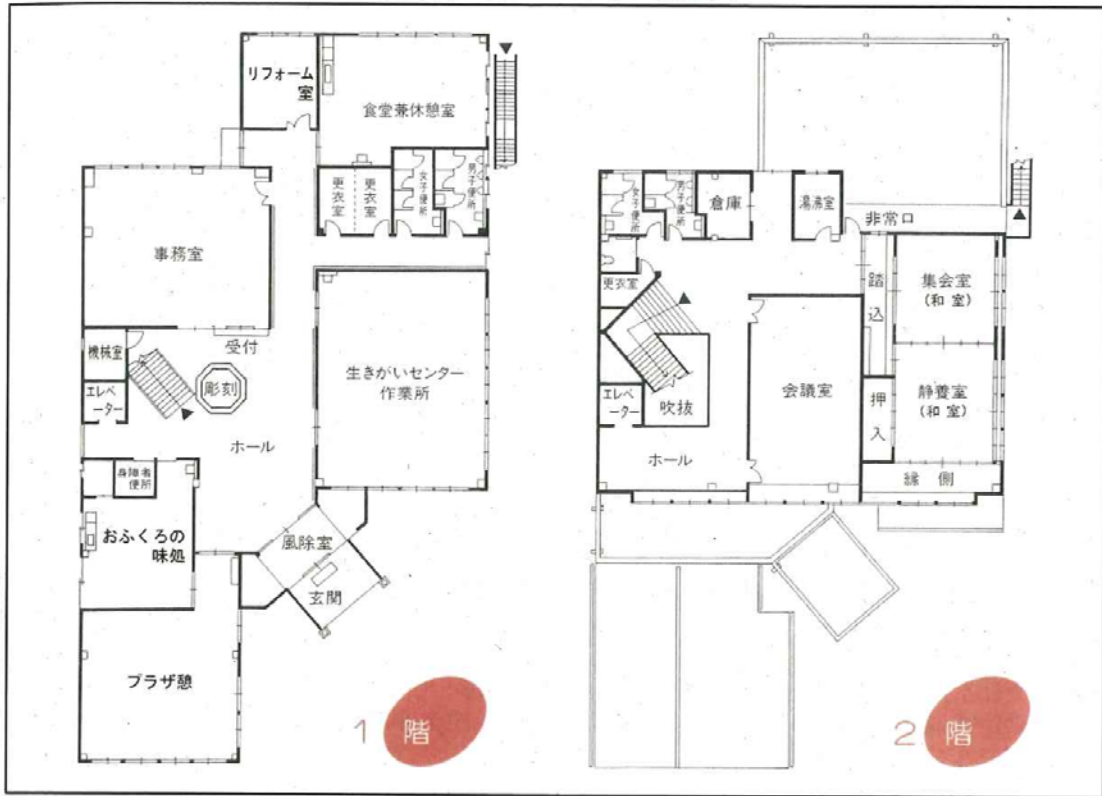 リフォーム
室
食堂兼休憩室
更衣室
更衣室
女子便所
男子便所
事務室
機械室
受付
エレベ
ーター
彫刻
生きがいセンター
作業所
ホール
身障者
便所
おふくろの
味処
風除室
玄関
プラザ憩
1 階
女子便所
男子便所
倉庫
湯沸室
非常口
更衣室
踏込
集会室
(和室)
会議室
エレベ
ーター
吹抜
押入
静養室
(和室)
ホール
縁側
2 階